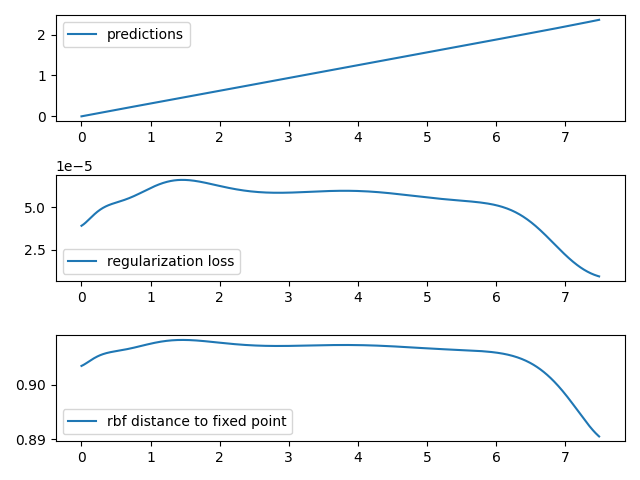 predictions
2
1
0
0 1 2 3 4 5 6 7
1e−5
5.0
2.5
regularization loss
0 1 2 3 4 5 6 7
0.90
rbf distance to fixed point
0.89
0 1 2 3 4 5 6 7